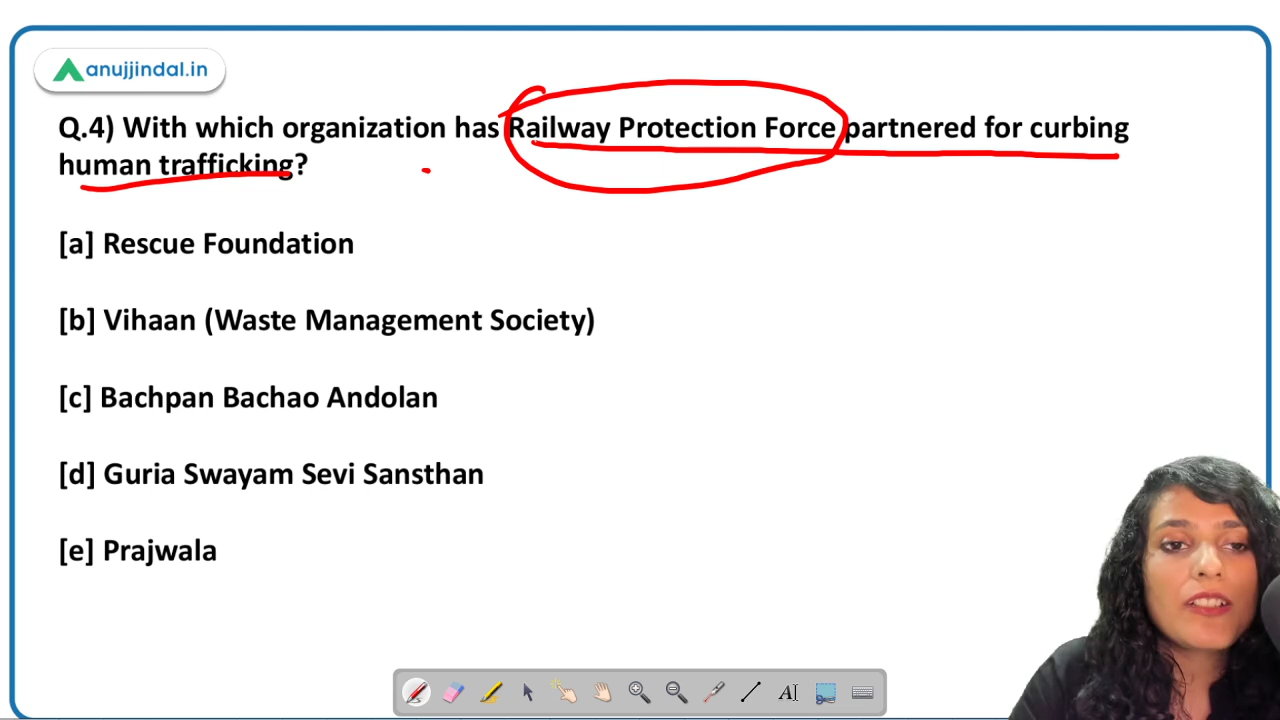 anujjindal.in
Q.4) With which organization has Railway Protection Force partnered for curbing
human trafficking?
[a] Rescue Foundation
[b] Vihaan (Waste Management Society)
[c] Bachpan Bachao Andolan
[d] Guria Swayam Sevi Sansthan
[e] Prajwala
A